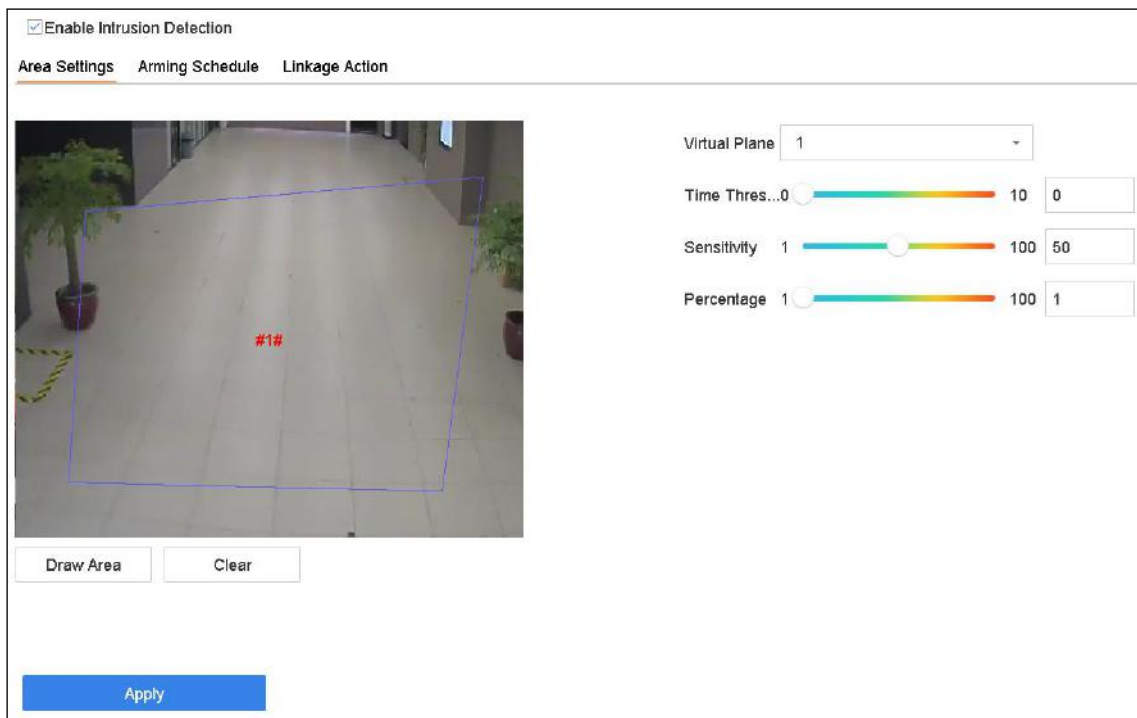 Enable Intrusion Detection
Area Settings Arming Schedule Linkage Action
Virtual Plane 1
Time Thres...0 10 0
Sensitivity 1 100 50
Percentage 1 100 1
#1#
Draw Area Clear
Apply